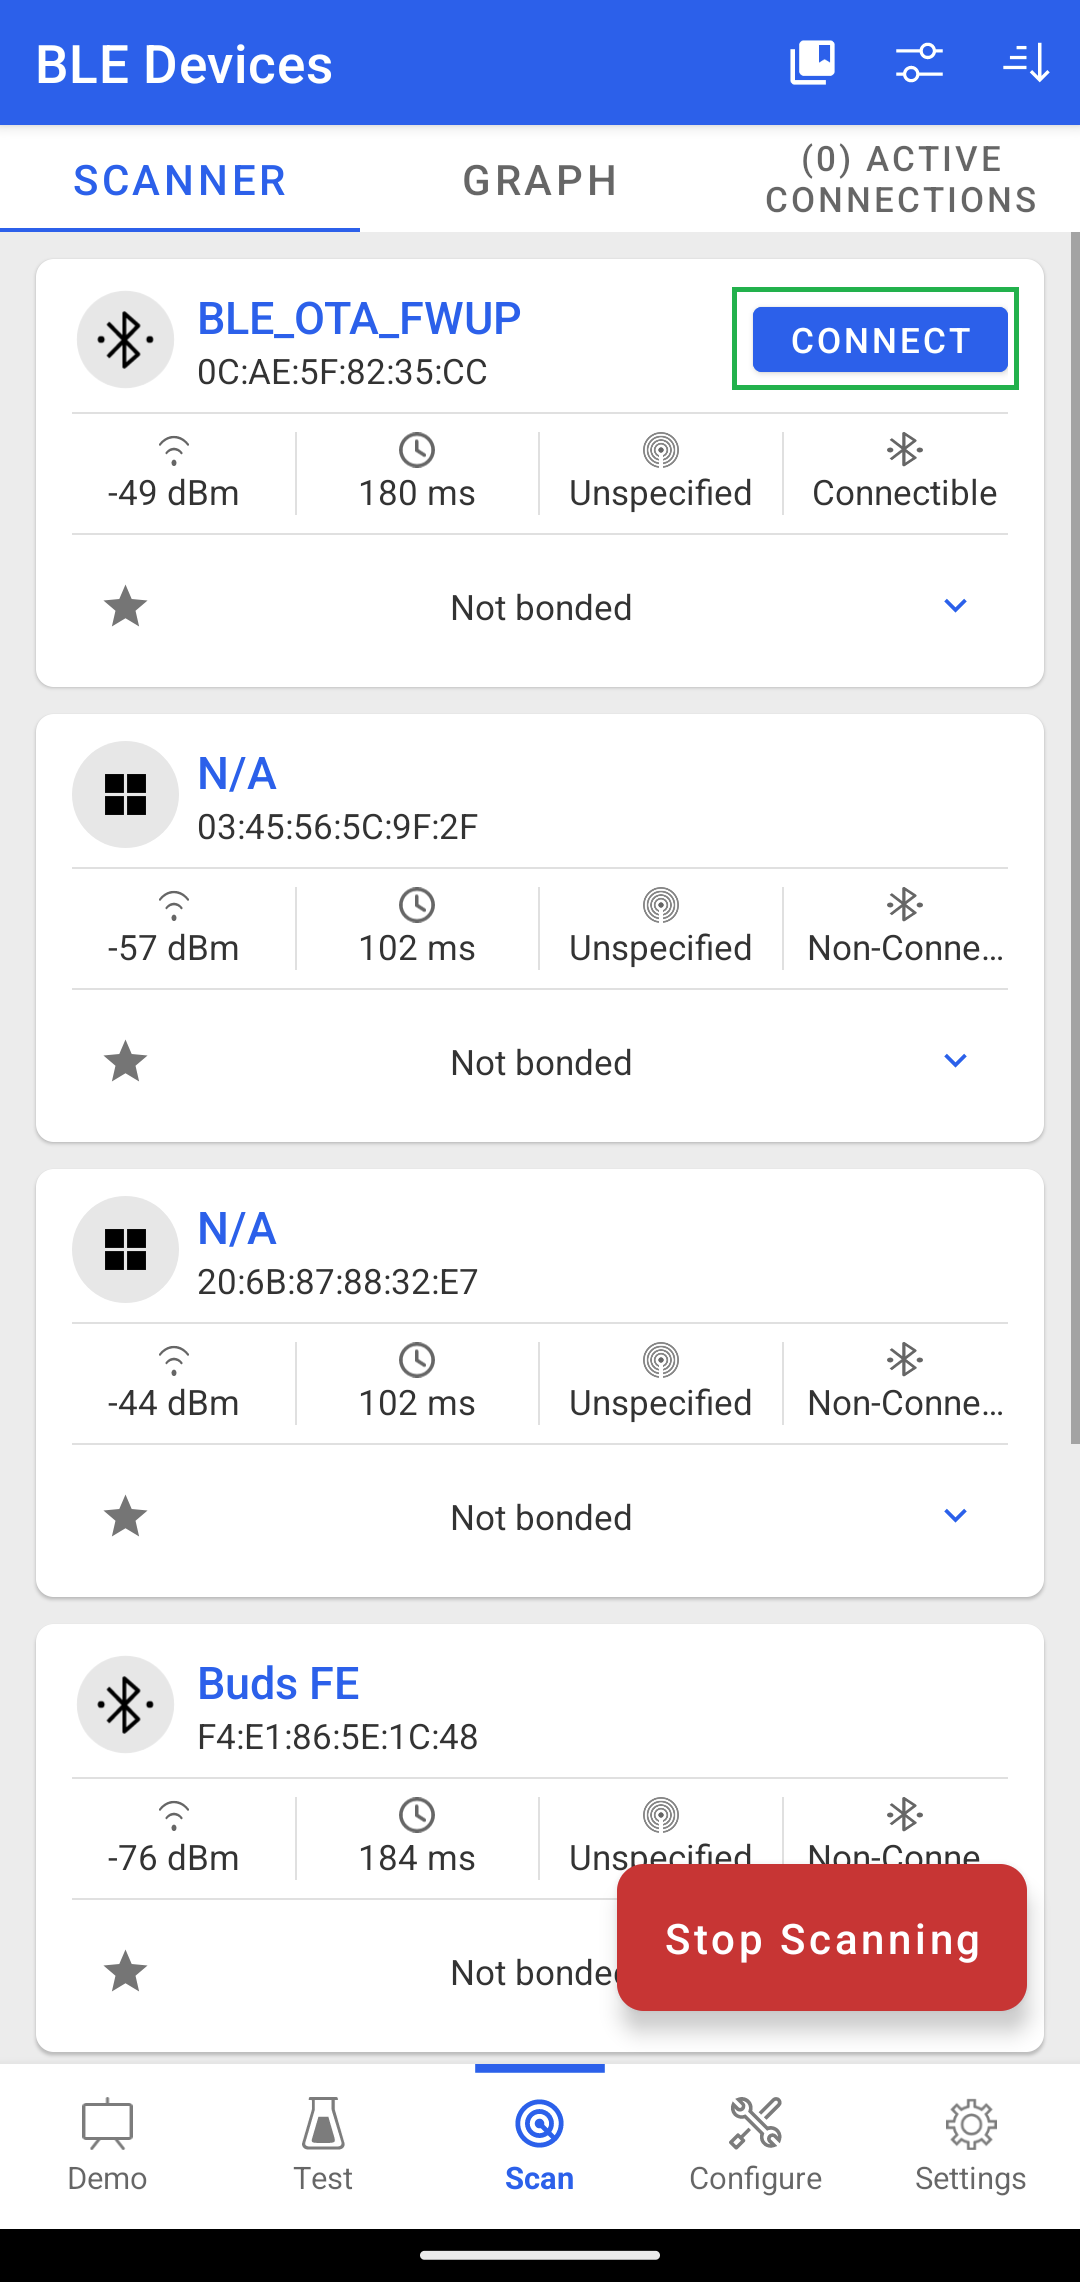 BLE Devices
SCANNER
GRAPH
(0) ACTIVE
CONNECTIONS
BLE_OTA_FWUP
0C:AE:5F:82:35:CC
CONNECT
-49 dBm
180 ms
Unspecified
Connectible
Not bonded
N/A
03:45:56:5C:9F:2F
-57 dBm
102 ms
Unspecified
Non-Conne…
Not bonded
N/A
20:6B:87:88:32:E7
-44 dBm
102 ms
Unspecified
Non-Conne…
Not bonded
Buds FE
F4:E1:86:5E:1C:48
-76 dBm
184 ms
Unspecified
Non-Conne
Not bonded
Stop Scanning
Demo
Test
Scan
Configure
Settings